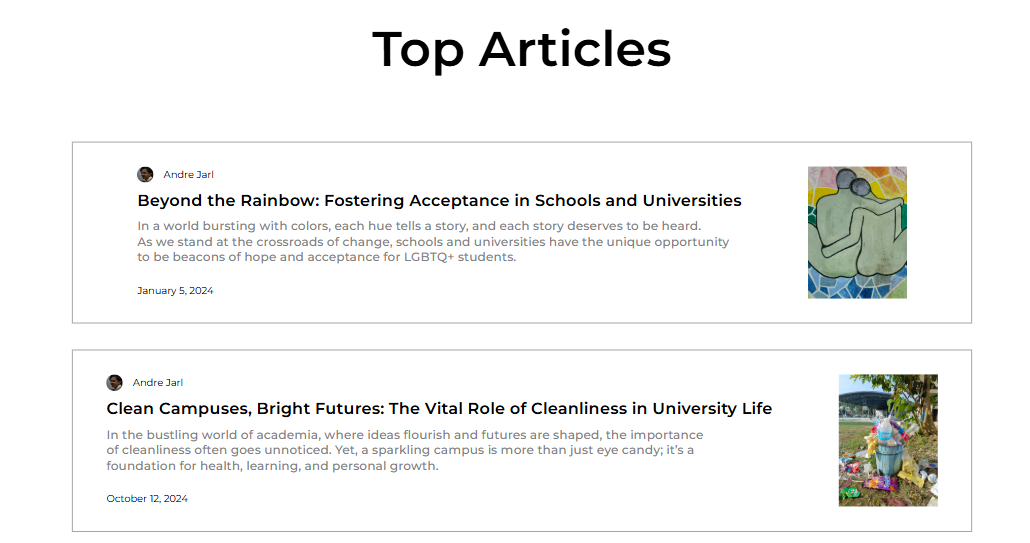 Top Articles
Andre Jarl
Beyond the Rainbow: Fostering Acceptance in Schools and Universities
In a world bursting with colors, each hue tells a story, and each story deserves to be heard.
As we stand at the crossroads of change, schools and universities have the unique opportunity
to be beacons of hope and acceptance for LGBTQ+ students.
January 5, 2024
Andre Jarl
Clean Campuses, Bright Futures: The Vital Role of Cleanliness in University Life
In the bustling world of academia, where ideas flourish and futures are shaped, the importance
of cleanliness often goes unnoticed. Yet, a sparkling campus is more than just eye candy; it's a
foundation for health, learning, and personal growth.
October 12, 2024